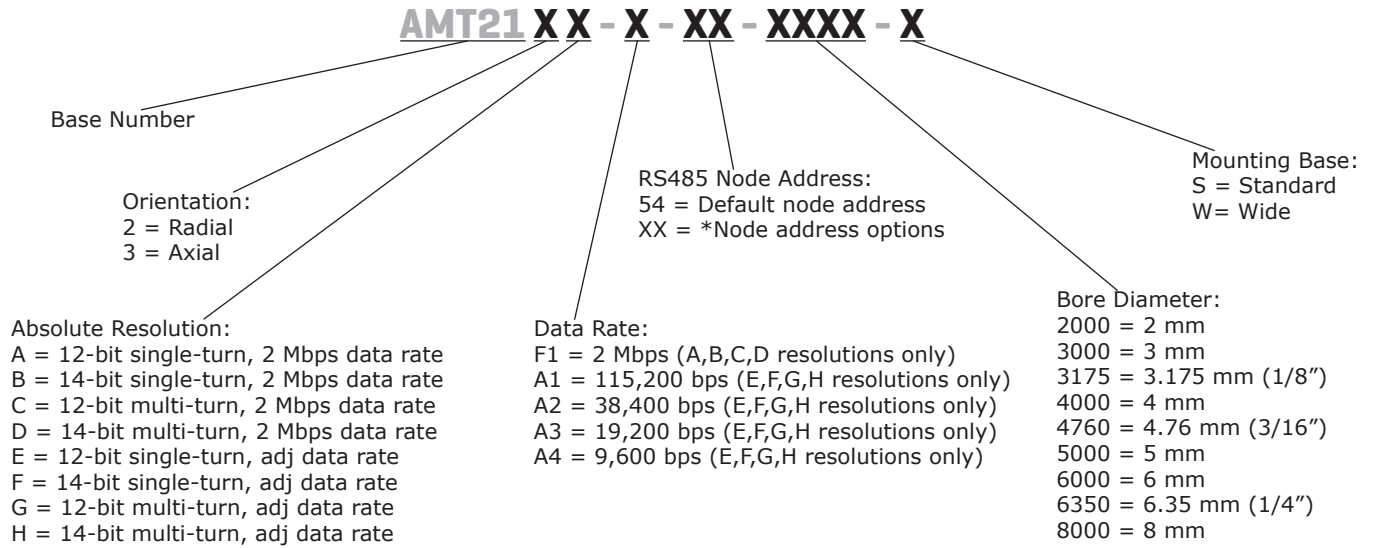 AMT21 X X - X - XX - XXXX - X
Base Number
Orientation:
2 = Radial
3 = Axial
Absolute Resolution:
A = 12-bit single-turn, 2 Mbps data rate
B = 14-bit single-turn, 2 Mbps data rate
C = 12-bit multi-turn, 2 Mbps data rate
D = 14-bit multi-turn, 2 Mbps data rate
E = 12-bit single-turn, adj data rate
F = 14-bit single-turn, adj data rate
G = 12-bit multi-turn, adj data rate
H = 14-bit multi-turn, adj data rate
Data Rate:
F1 = 2 Mbps (A,B,C,D resolutions only)
A1 = 115,200 bps (E,F,G,H resolutions only)
A2 = 38,400 bps (E,F,G,H resolutions only)
A3 = 19,200 bps (E,F,G,H resolutions only)
A4 = 9,600 bps (E,F,G,H resolutions only)
RS485 Node Address:
54 = Default node address
XX = *Node address options
Bore Diameter:
2000 = 2 mm
3000 = 3 mm
3175 = 3.175 mm (1/8″)
4000 = 4 mm
4760 = 4.76 mm (3/16″)
5000 = 5 mm
6000 = 6 mm
6350 = 6.35 mm (1/4″)
8000 = 8 mm
Mounting Base:
S = Standard
W= Wide